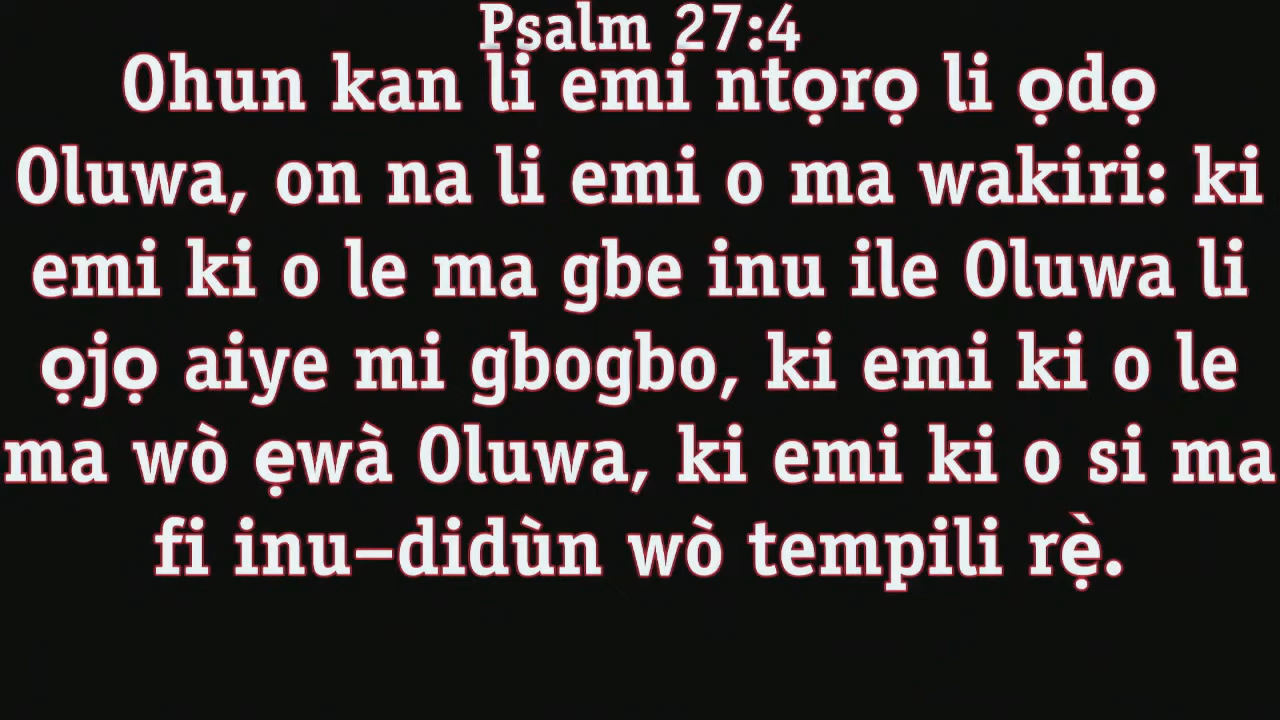 Psalm 27:4
Ohun kan li emi ntọrọ li ọdọ
Oluwa, on na li emi o ma wakiri: ki
emi ki o le ma gbe inu ile Oluwa li
ọjọ aiye mi gbogbo, ki emi ki o le
ma wò ẹwà Oluwa, ki emi ki o si ma
fi inu–didùn wò tempili rẹ̀.